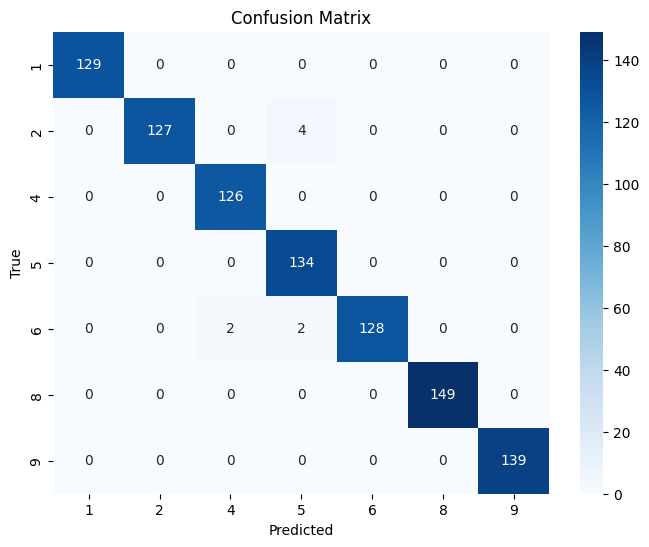 Confusion Matrix
1 129 0 0 0 0 0 0
2 0 127 0 4 0 0 0
4 0 0 126 0 0 0 0
5 0 0 0 134 0 0 0
6 0 0 2 2 128 0 0
8 0 0 0 0 0 149 0
9 0 0 0 0 0 0 139
1 2 4 5 6 8 9
True
Predicted
140
120
100
80
60
40
20
0